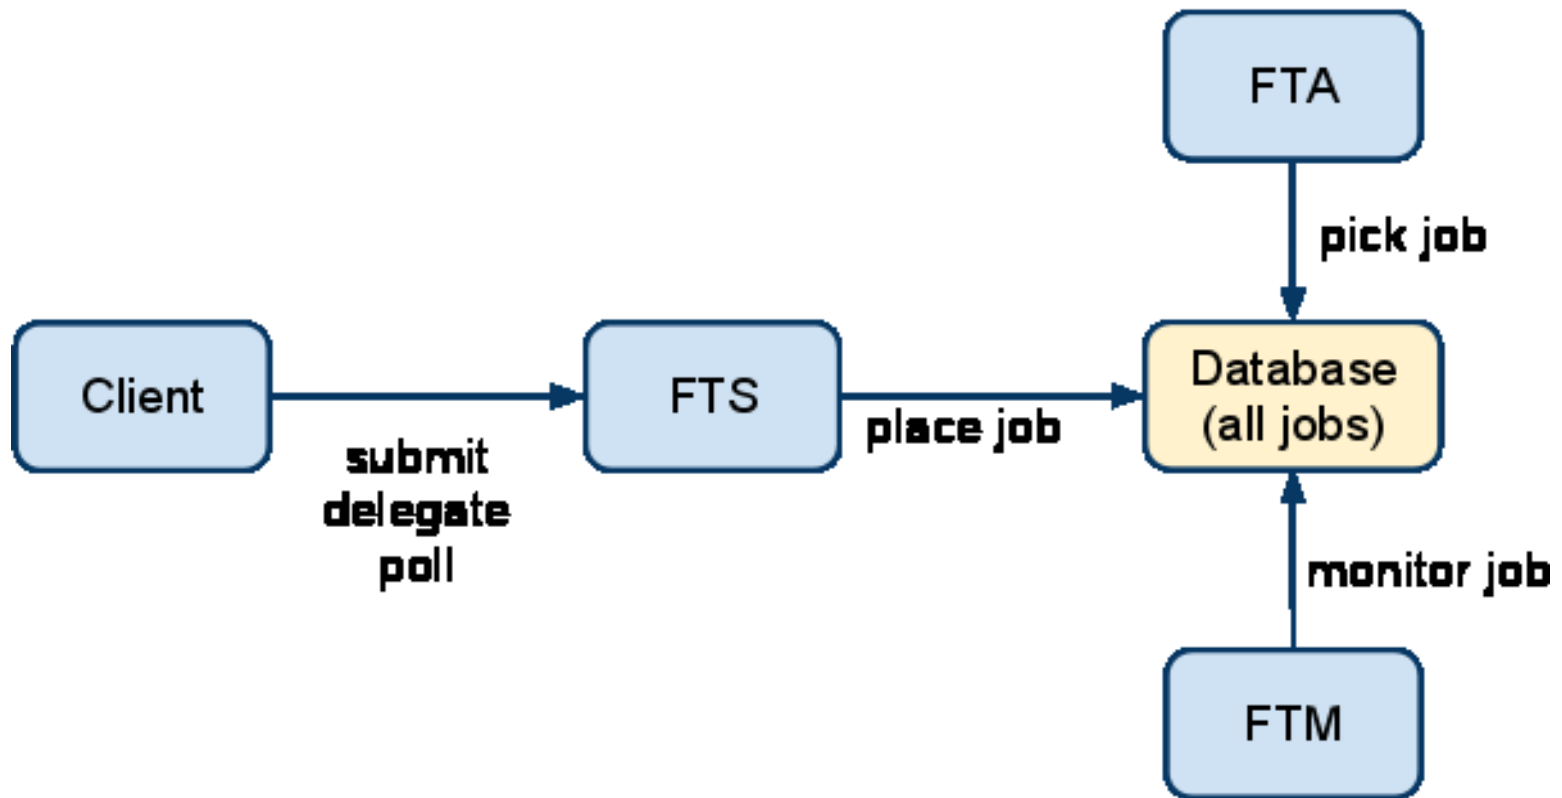 FTA
pick job
Client
submit
delegate
poll
FTS
place job
Database
(all jobs)
monitor job
FTM